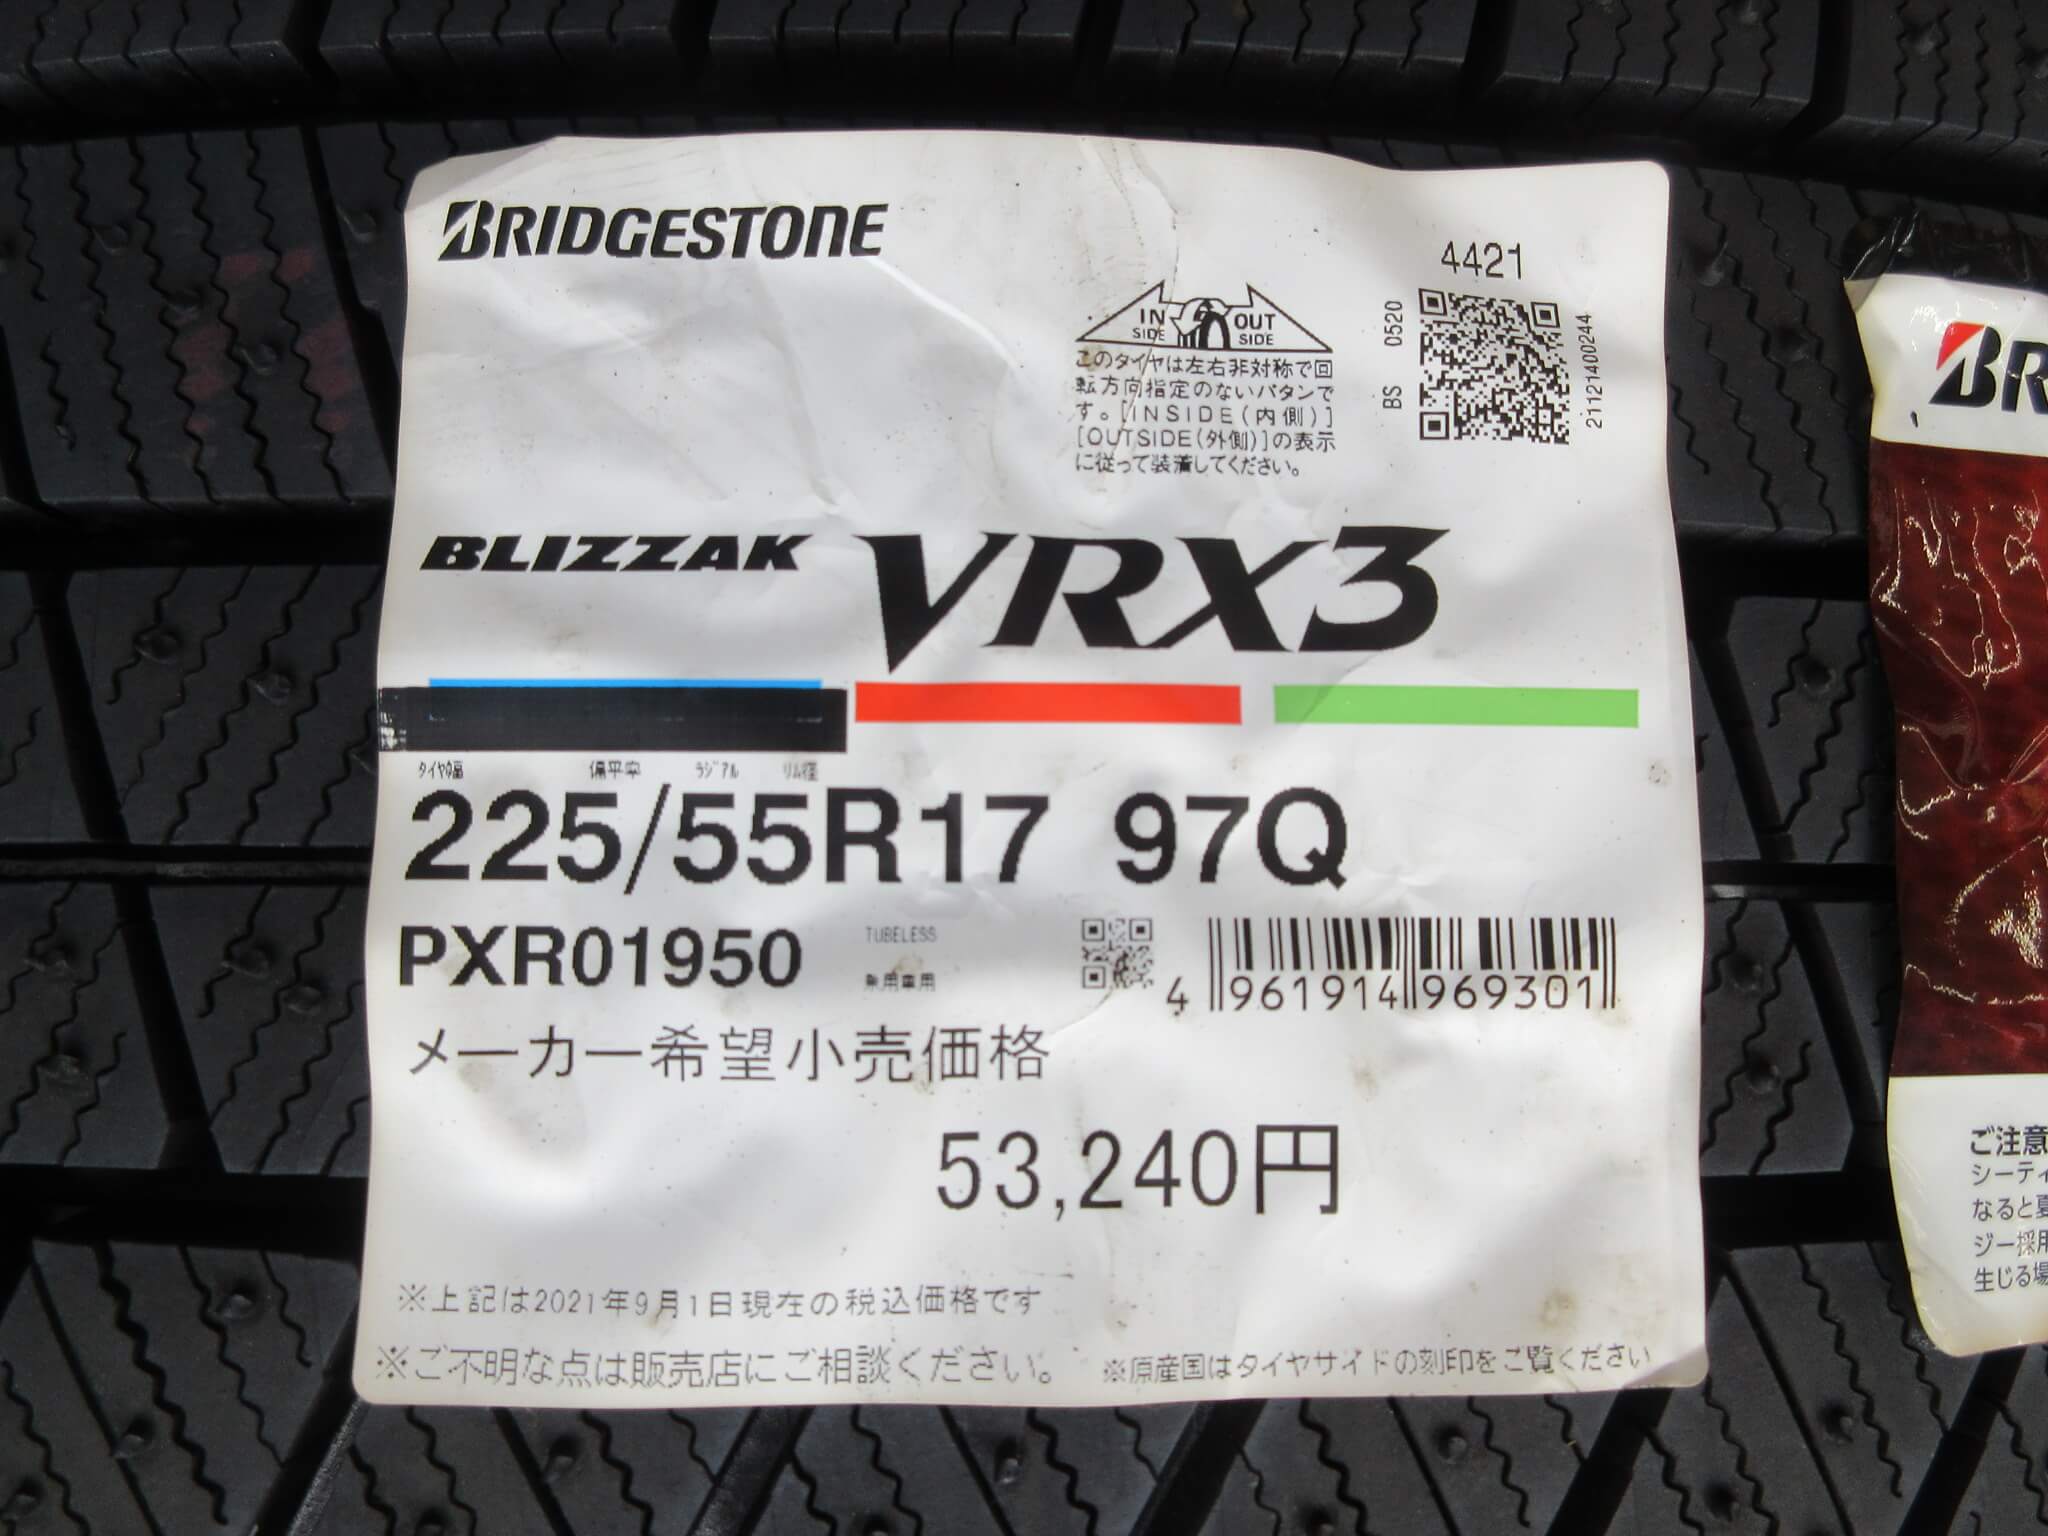 BRIDGESTONE
4421
IN SIDE OUT SIDE
BS 0520
21121400244
このタイヤは左右非対称で回
転方向指定のないパタンで
す。[INSIDE(内側)]
[OUTSIDE(外側)]の表示
に従って装着してください。
BLIZZAK VRX3
タイヤ幅 偏平率 ラジアル リム径
225/55R17 97Q
PXR01950
TUBELESS
乗用車用
4 961914 969301
メーカー希望小売価格
53,240円
※上記は2021年9月1日現在の税込価格です
※ご不明な点は販売店にご相談ください。 ※原産国はタイヤサイドの刻印をご覧ください
BR
ご注意
シーティ
なると夏
ジー採用
生じる場